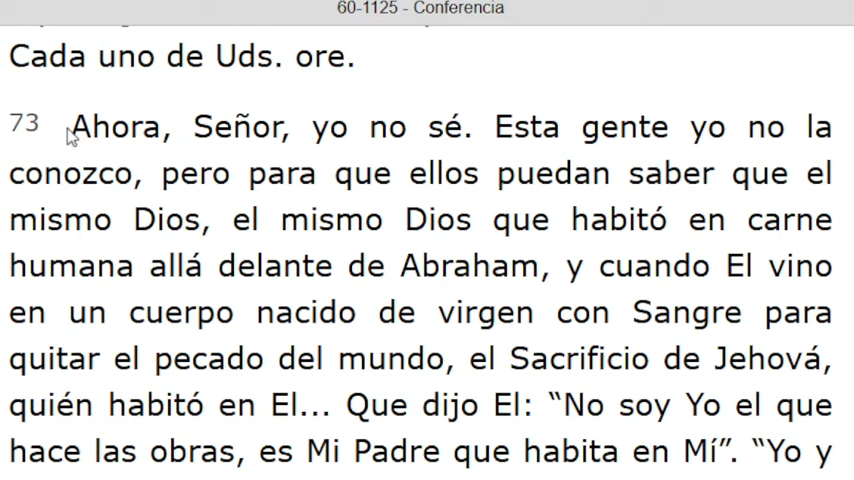 60-1125 - Conferencia
Cada uno de Uds. ore.
73 Ahora, Señor, yo no sé. Esta gente yo no la
conozco, pero para que ellos puedan saber que el
mismo Dios, el mismo Dios que habitó en carne
humana allá delante de Abraham, y cuando El vino
en un cuerpo nacido de virgen con Sangre para
quitar el pecado del mundo, el Sacrificio de Jehová,
quién habitó en El... Que dijo El: “No soy Yo el que
hace las obras, es Mi Padre que habita en Mí”. “Yo y